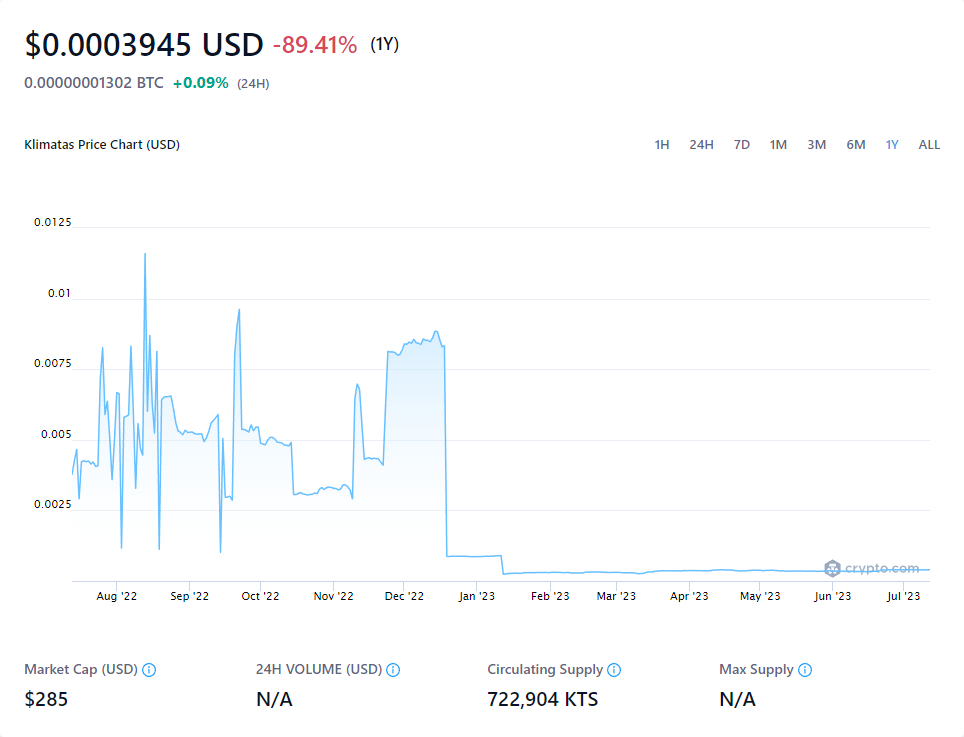 $0.0003945 USD -89.41% (1Y)
0.00000001302 BTC +0.09% (24H)
Klimatas Price Chart (USD) 1H 24H 7D 1M 3M 6M 1Y ALL
0.0125
0.01
0.0075
0.005
0.0025
crypto.com
Aug '22 Sep '22 Oct '22 Nov '22 Dec '22 Jan '23 Feb '23 Mar '23 Apr '23 May '23 Jun '23 Jul '23
Market Cap (USD) 24H VOLUME (USD) Circulating Supply Max Supply
$285 N/A 722,904 KTS N/A